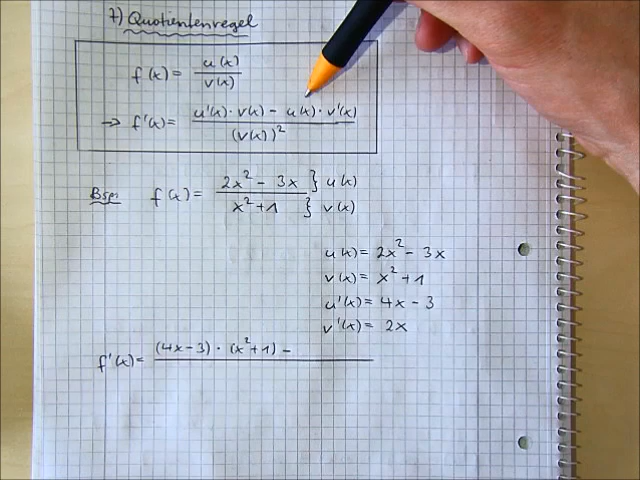 7) Quotientenregel
f(x) = u(x) / v(x)
→ f'(x) = u'(x) · v(x) - u(x) · v'(x) / (v(x))²
Bsp. f(x) = 2x² - 3x / x² + 1 } u(x) } v(x)
u(x) = 2x² - 3x
v(x) = x² + 1
u'(x) = 4x - 3
v'(x) = 2x
f'(x) = (4x - 3) · (x² + 1) -